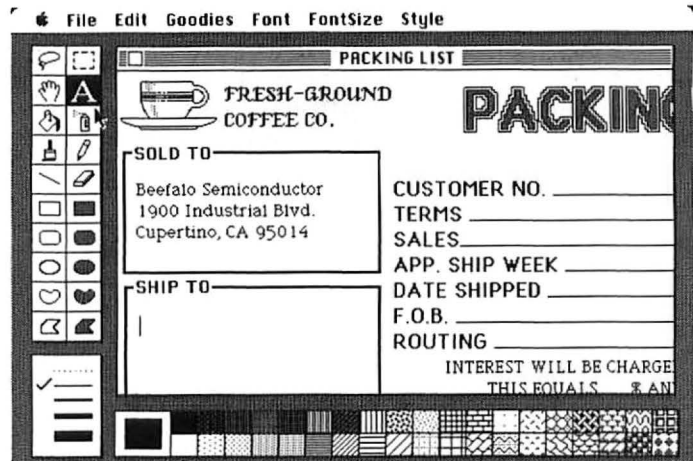 File Edit Goodies Font FontSize Style
PACKING LIST
A
FRESH-GROUND
COFFEE CO.
PACKING
SOLD TO
Beefalo Semiconductor
1900 Industrial Blvd.
Cupertino, CA 95014
CUSTOMER NO.
TERMS
SALES
APP. SHIP WEEK
DATE SHIPPED
F.O.B.
ROUTING
SHIP TO
INTEREST WILL BE CHARGE
THIS EQUALS % AN